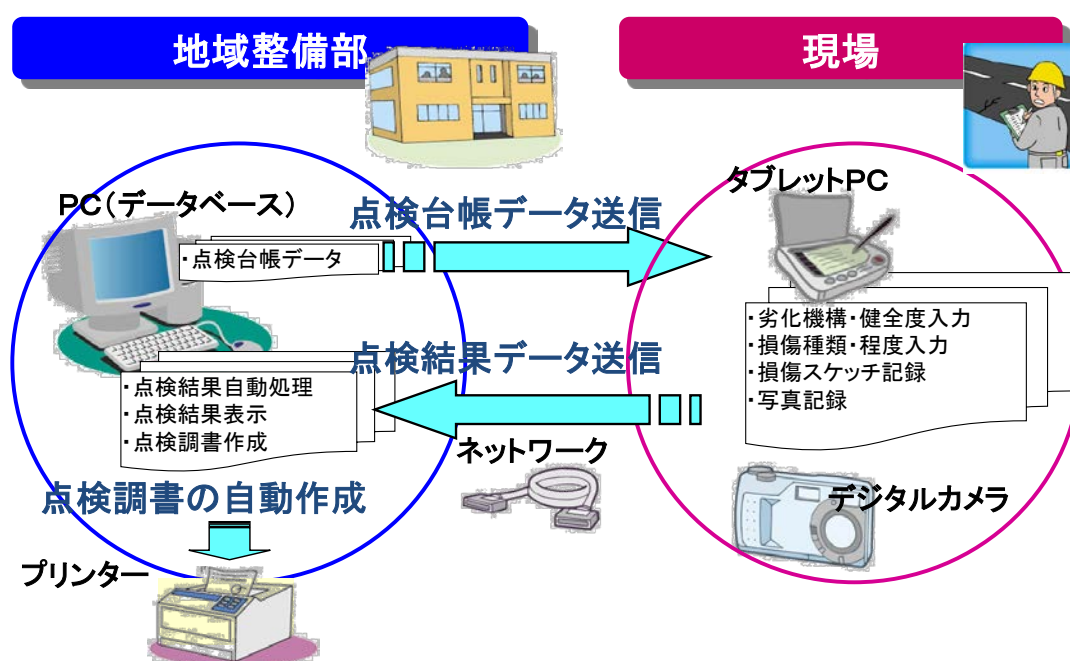 地域整備部
現場
PC(データベース)
・点検台帳データ
点検台帳データ送信
タブレットPC
・劣化機構・健全度入力
・損傷種類・程度入力
・損傷スケッチ記録
・写真記録
点検結果データ送信
・点検結果自動処理
・点検結果表示
・点検調書作成
ネットワーク
点検調書の自動作成
デジタルカメラ
プリンター